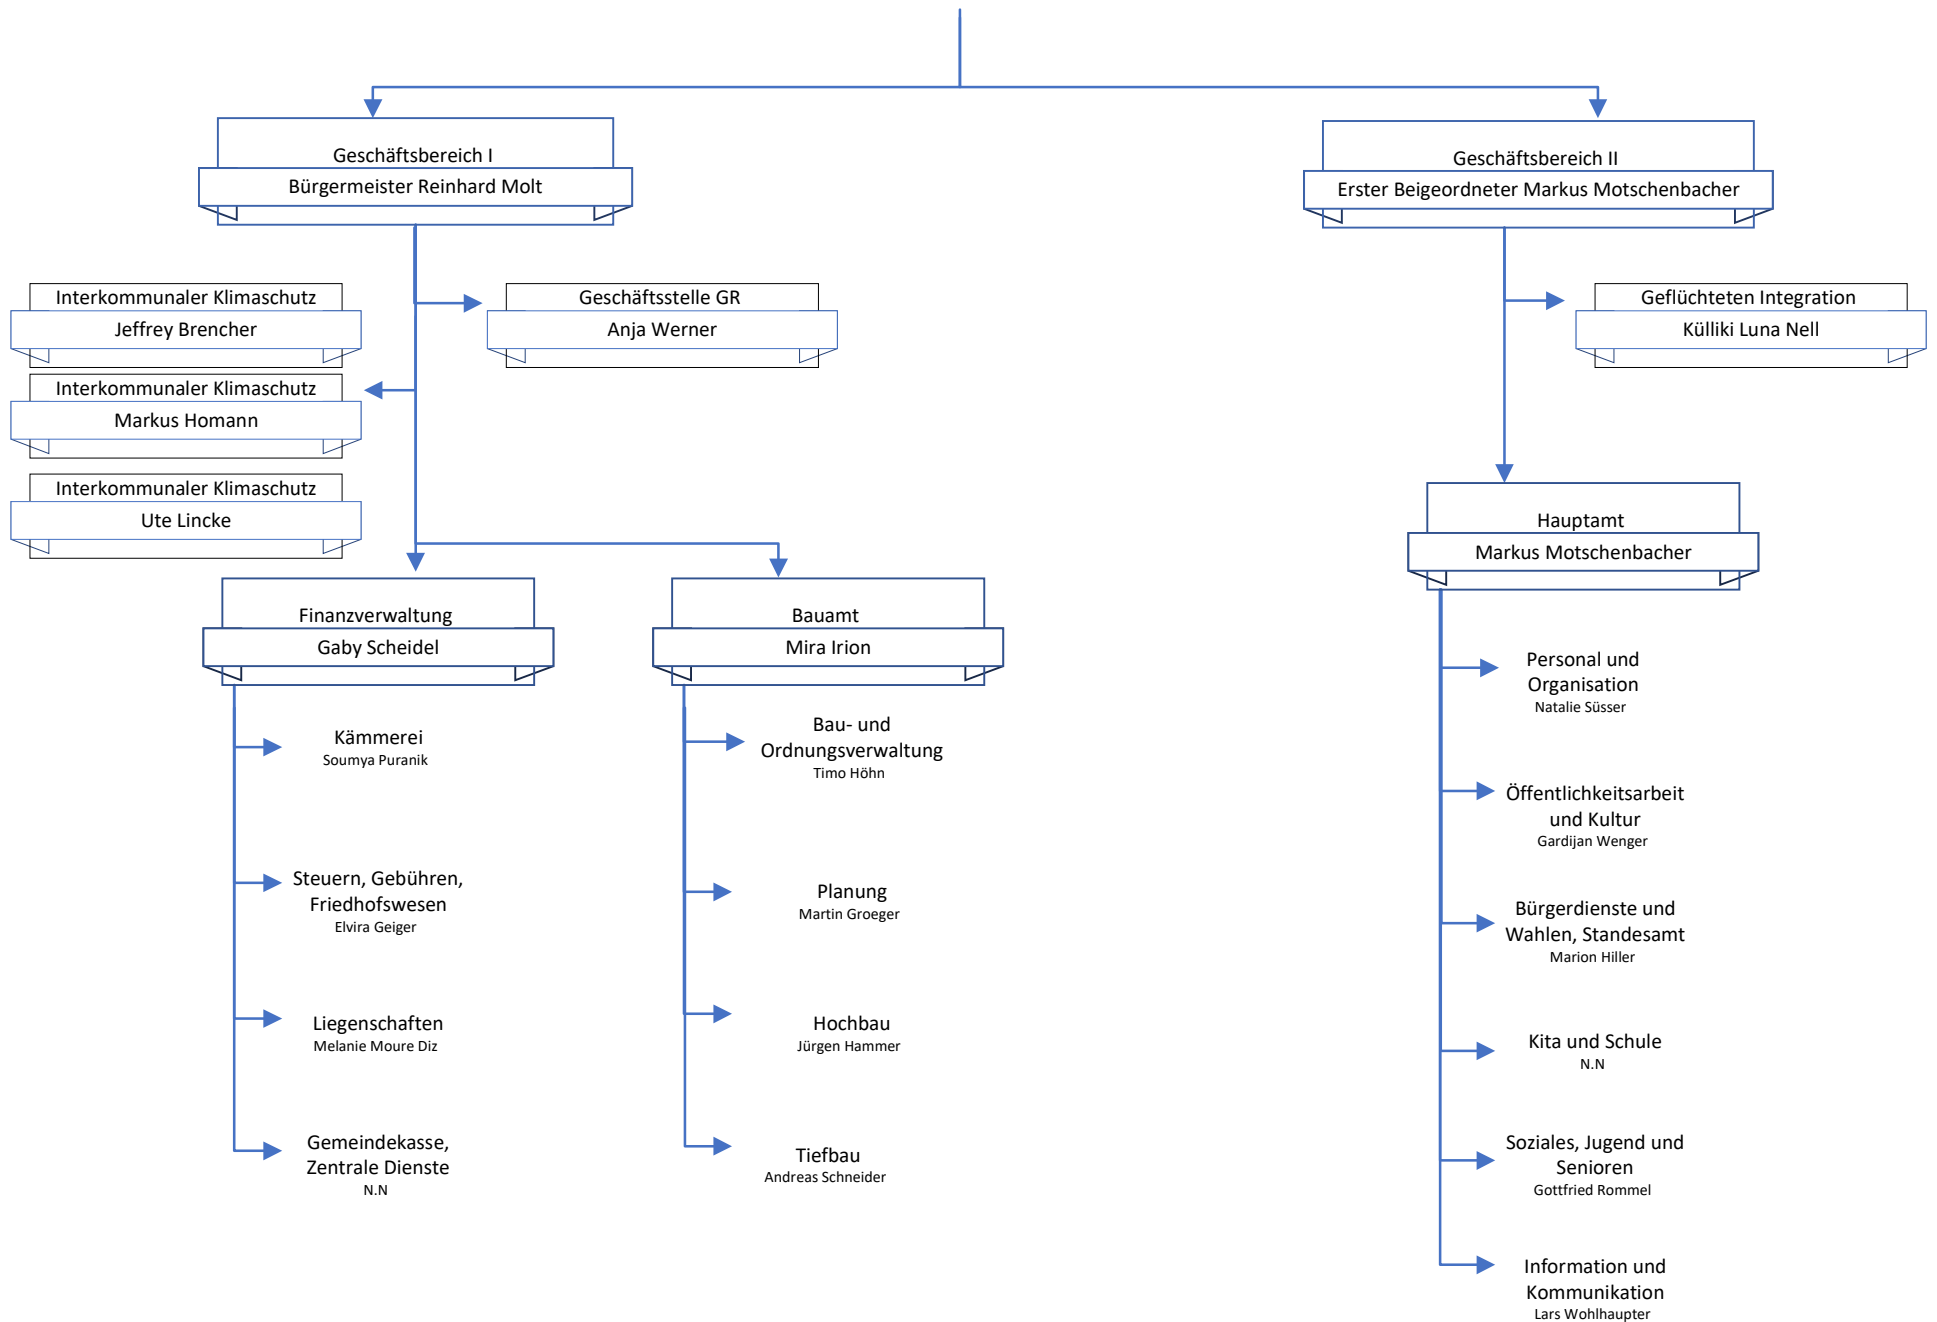 Geschäftsbereich I
Bürgermeister Reinhard Molt
Geschäftsbereich II
Erster Beigeordneter Markus Motschenbacher
Interkommunaler Klimaschutz
Jeffrey Brencher
Geschäftsstelle GR
Anja Werner
Geflüchteten Integration
Külliki Luna Nell
Interkommunaler Klimaschutz
Markus Homann
Interkommunaler Klimaschutz
Ute Lincke
Finanzverwaltung
Gaby Scheidel
Kämmerei
Soumya Puranik
Steuern, Gebühren,
Friedhofswesen
Elvira Geiger
Liegenschaften
Melanie Moure Diz
Gemeindekasse,
Zentrale Dienste
N.N
Bauamt
Mira Irion
Bau- und
Ordnungsverwaltung
Timo Höhn
Planung
Martin Groeger
Hochbau
Jürgen Hammer
Tiefbau
Andreas Schneider
Hauptamt
Markus Motschenbacher
Personal und
Organisation
Natalie Süsser
Öffentlichkeitsarbeit
und Kultur
Gardijan Wenger
Bürgerdienste und
Wahlen, Standesamt
Marion Hiller
Kita und Schule
N.N
Soziales, Jugend und
Senioren
Gottfried Rommel
Information und
Kommunikation
Lars Wohlhaupter